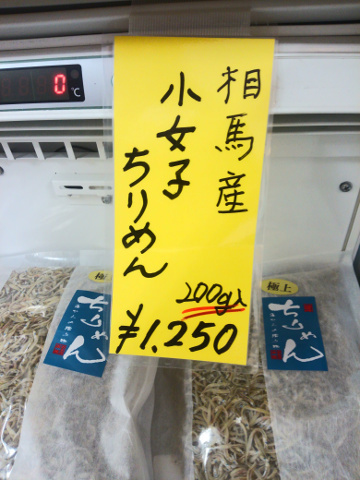 0 ℃
相馬産
小女子
ちりめん
200g入
¥1.250
極上
ちりめん
極上
ちりめん